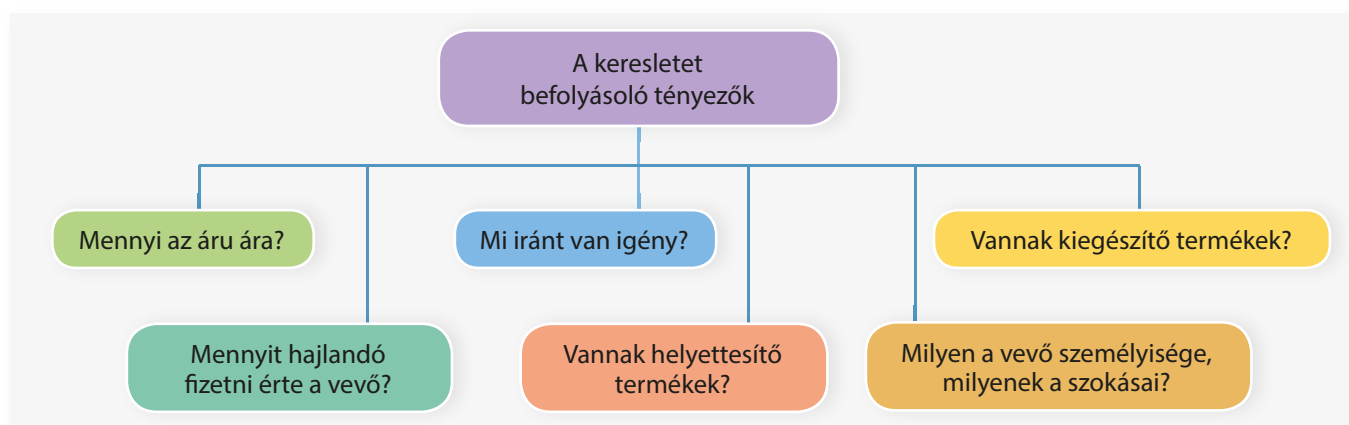 A keresletet
befolyásoló tényezők
Mennyi az áru ára?
Mi iránt van igény?
Vannak kiegészítő termékek?
Mennyit hajlandó
fizetni érte a vevő?
Vannak helyettesítő
termékek?
Milyen a vevő személyisége,
milyenek a szokásai?